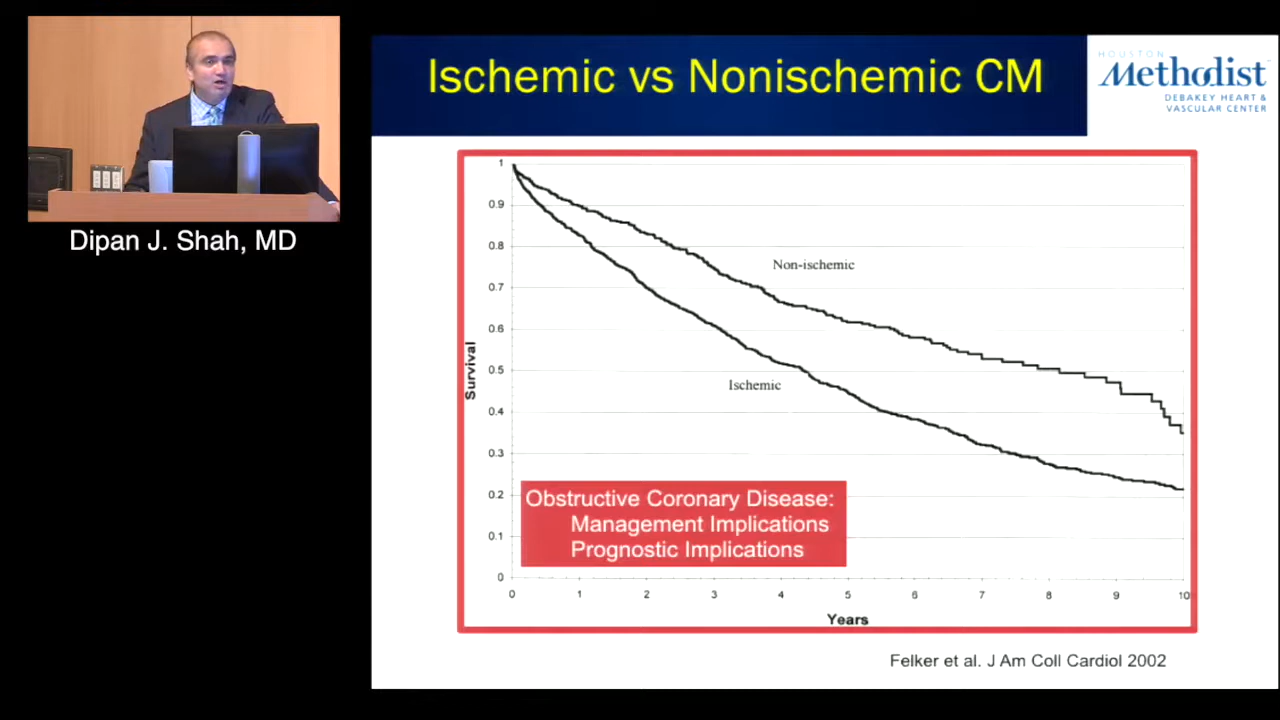 Ischemic vs Nonischemic CM
HOUSTON
Methodist
DEBAKEY HEART &
VASCULAR CENTER
Dipan J. Shah, MD
1
0.9
0.8
0.7
0.6
0.5
0.4
0.3
0.2
0.1
0
Survival
Non-ischemic
Ischemic
Obstructive Coronary Disease:
Management Implications
Prognostic Implications
0 1 2 3 4 5 6 7 8 9 10
Years
Felker et al. J Am Coll Cardiol 2002